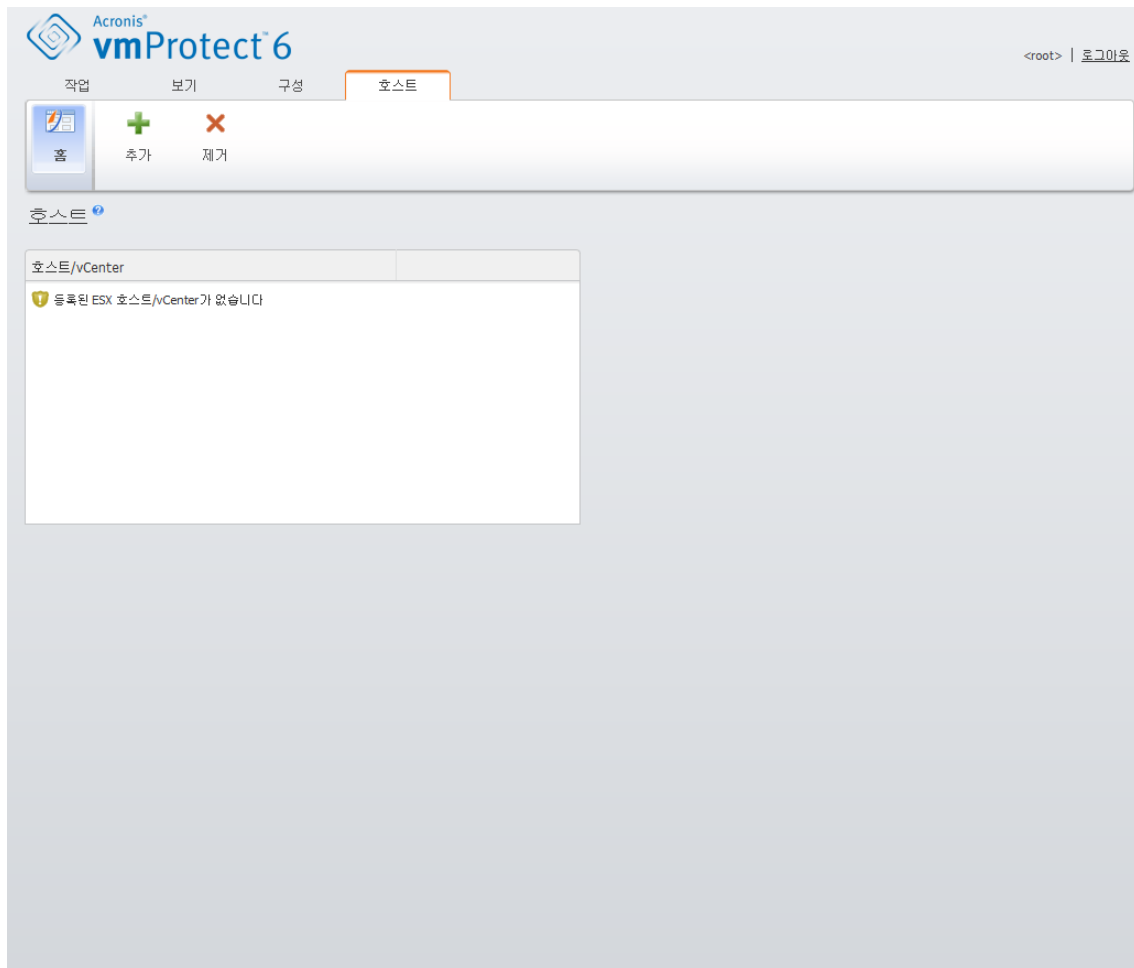 Acronis®
vmProtect™ 6
<root> | 로그아웃
작업 보기 구성 호스트
홈 추가 제거
호스트
호스트/vCenter
등록된 ESX 호스트/vCenter가 없습니다